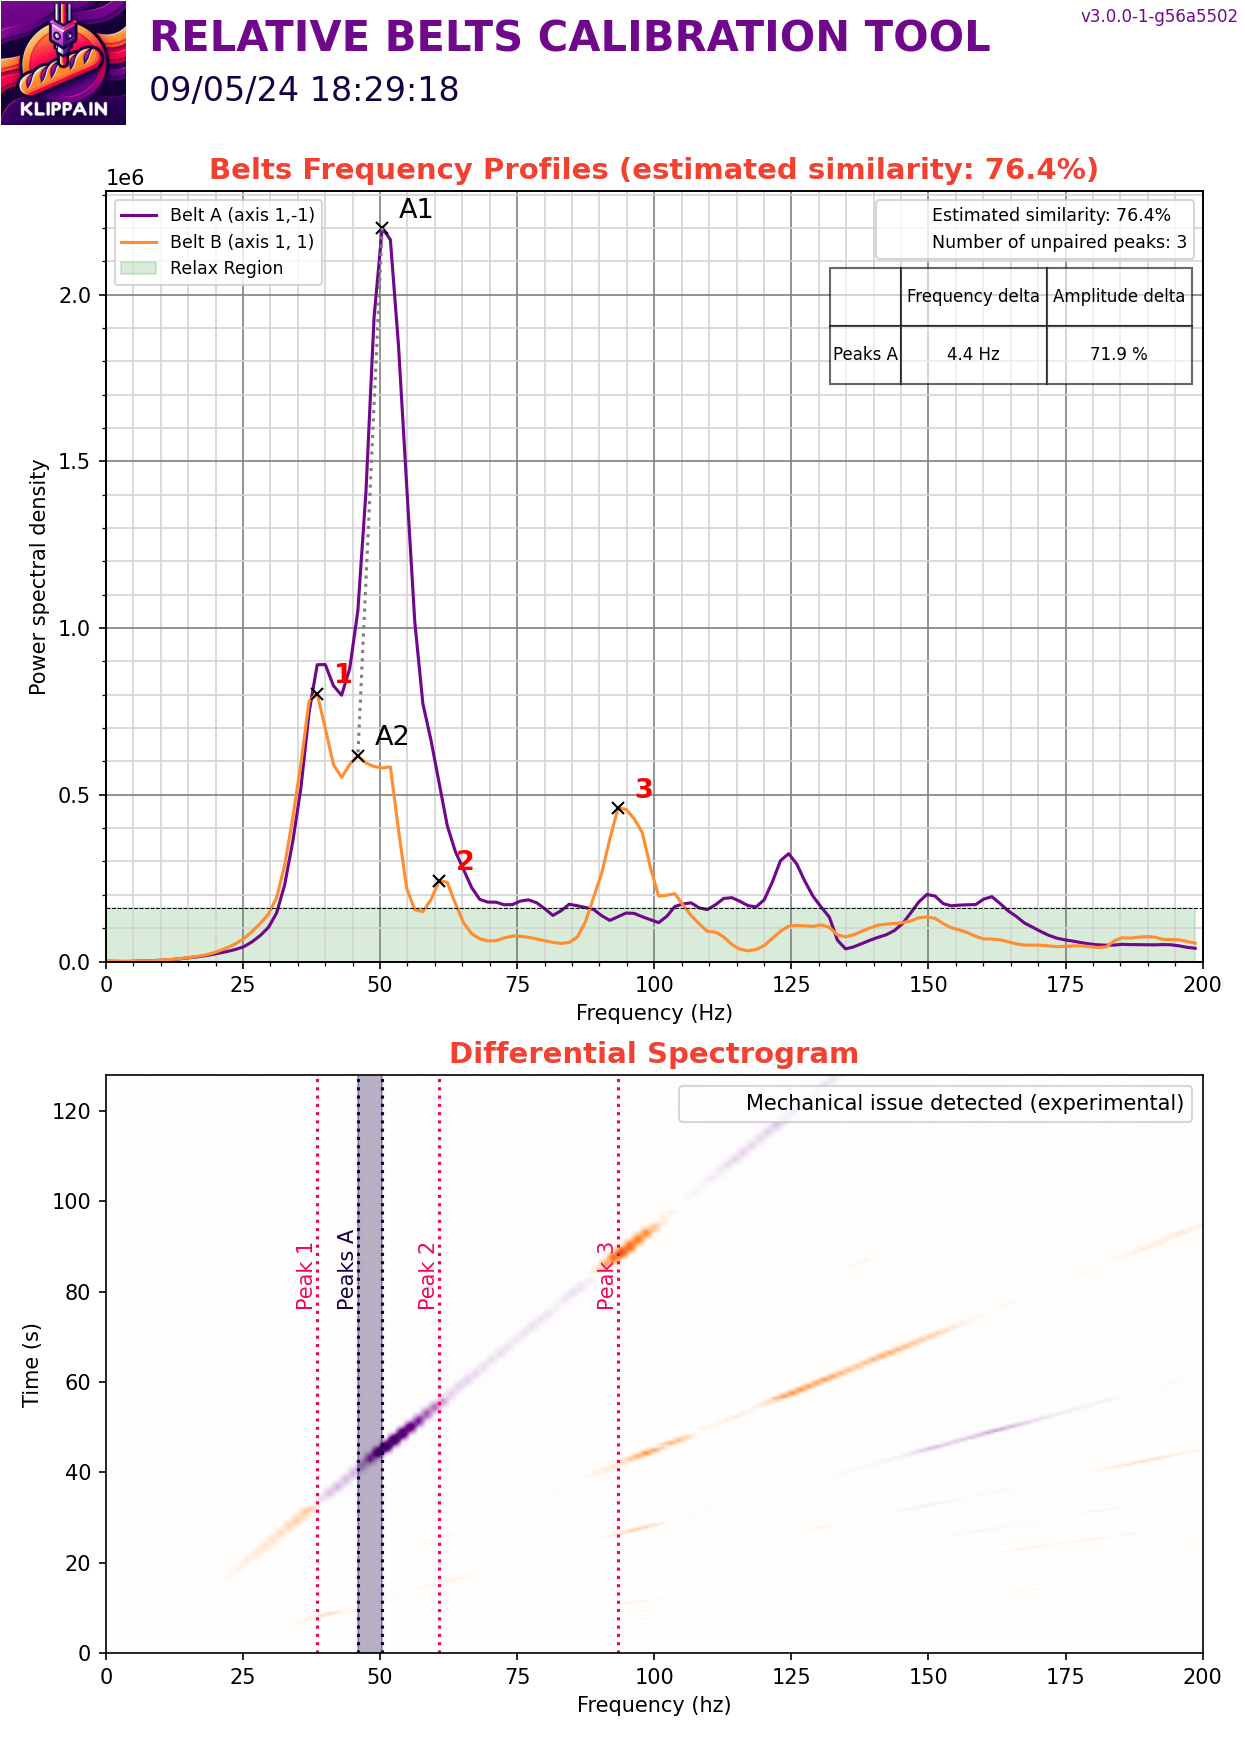 v3.0.0-1-g56a5502
RELATIVE BELTS CALIBRATION TOOL
09/05/24 18:29:18
KLIPPAIN
Belts Frequency Profiles (estimated similarity: 76.4%)
1e6
Belt A (axis 1,-1)
Belt B (axis 1, 1)
Relax Region
Estimated similarity: 76.4%
Number of unpaired peaks: 3
Frequency delta Amplitude delta
Peaks A 4.4 Hz 71.9 %
A1
1
A2
3
2
2.0
1.5
1.0
0.5
0.0
Power spectral density
0 25 50 75 100 125 150 175 200
Frequency (Hz)
Differential Spectrogram
Mechanical issue detected (experimental)
Peak 1
Peaks A
Peak 2
Peak 3
120
100
80
60
40
20
0
Time (s)
0 25 50 75 100 125 150 175 200
Frequency (hz)